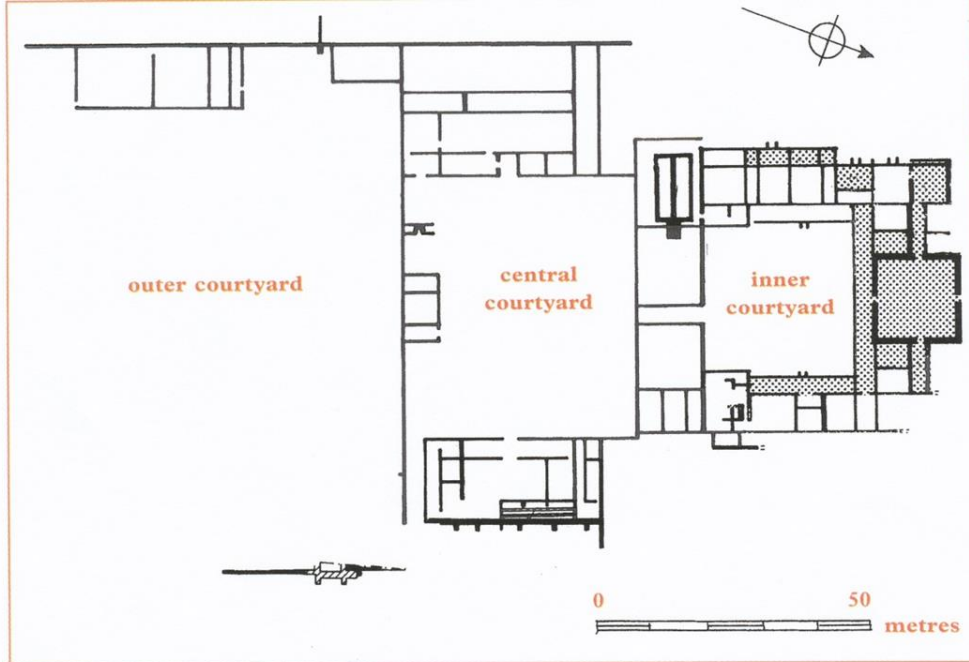 outer courtyard
central
courtyard
inner
courtyard
0 50
metres